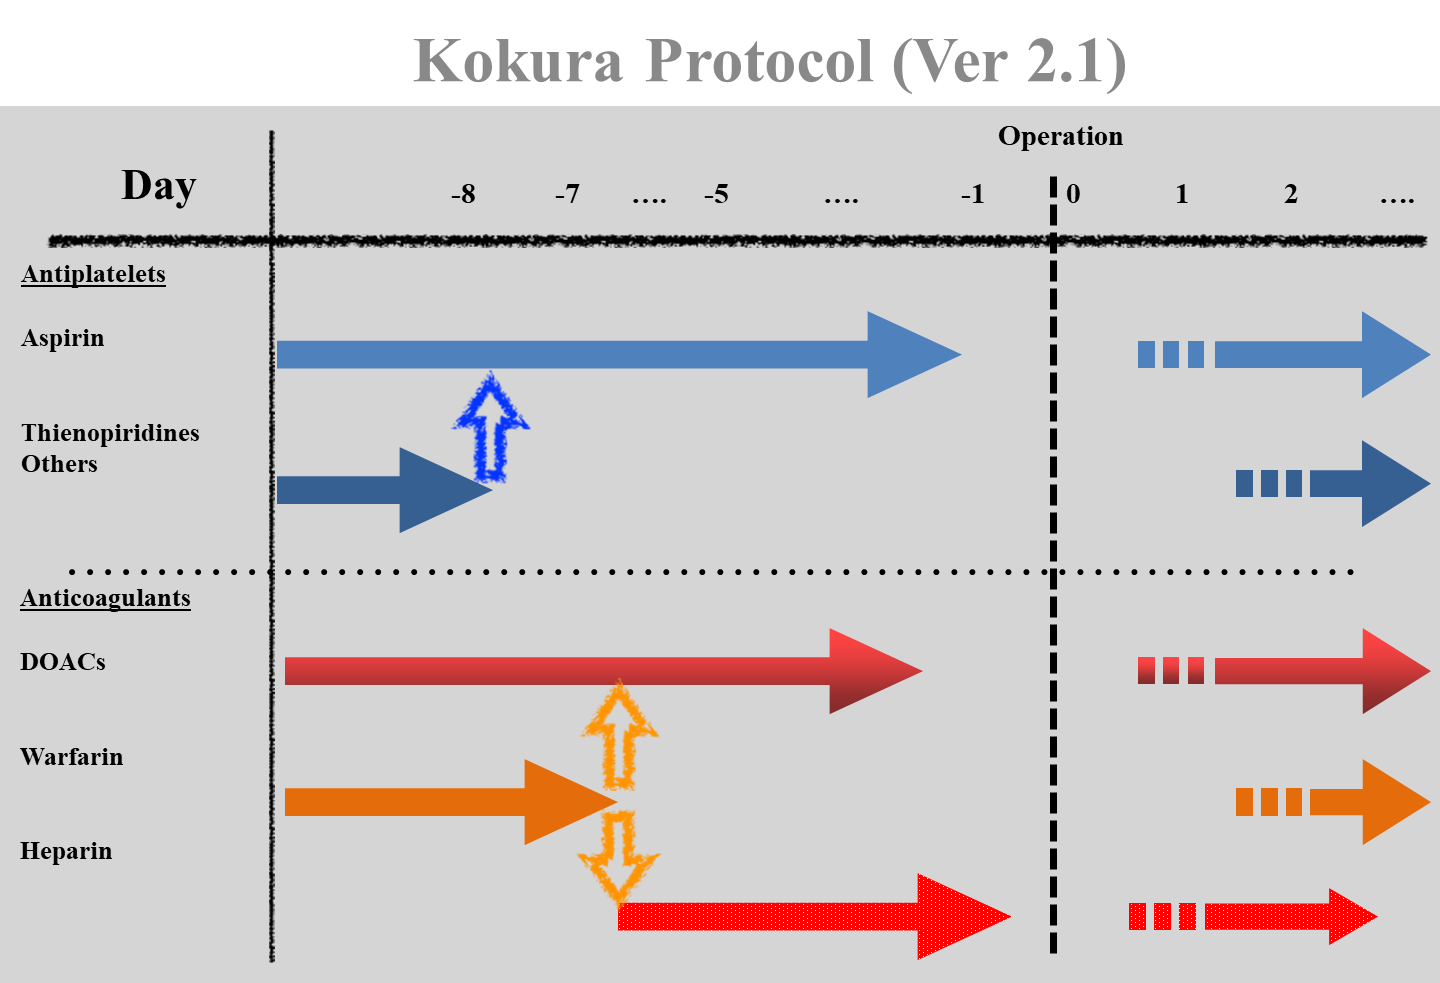 Kokura Protocol (Ver 2.1)
Operation
Day -8 -7 …. -5 …. -1 0 1 2 ….
Antiplatelets
Aspirin
Thienopiridines
Others
Anticoagulants
DOACs
Warfarin
Heparin